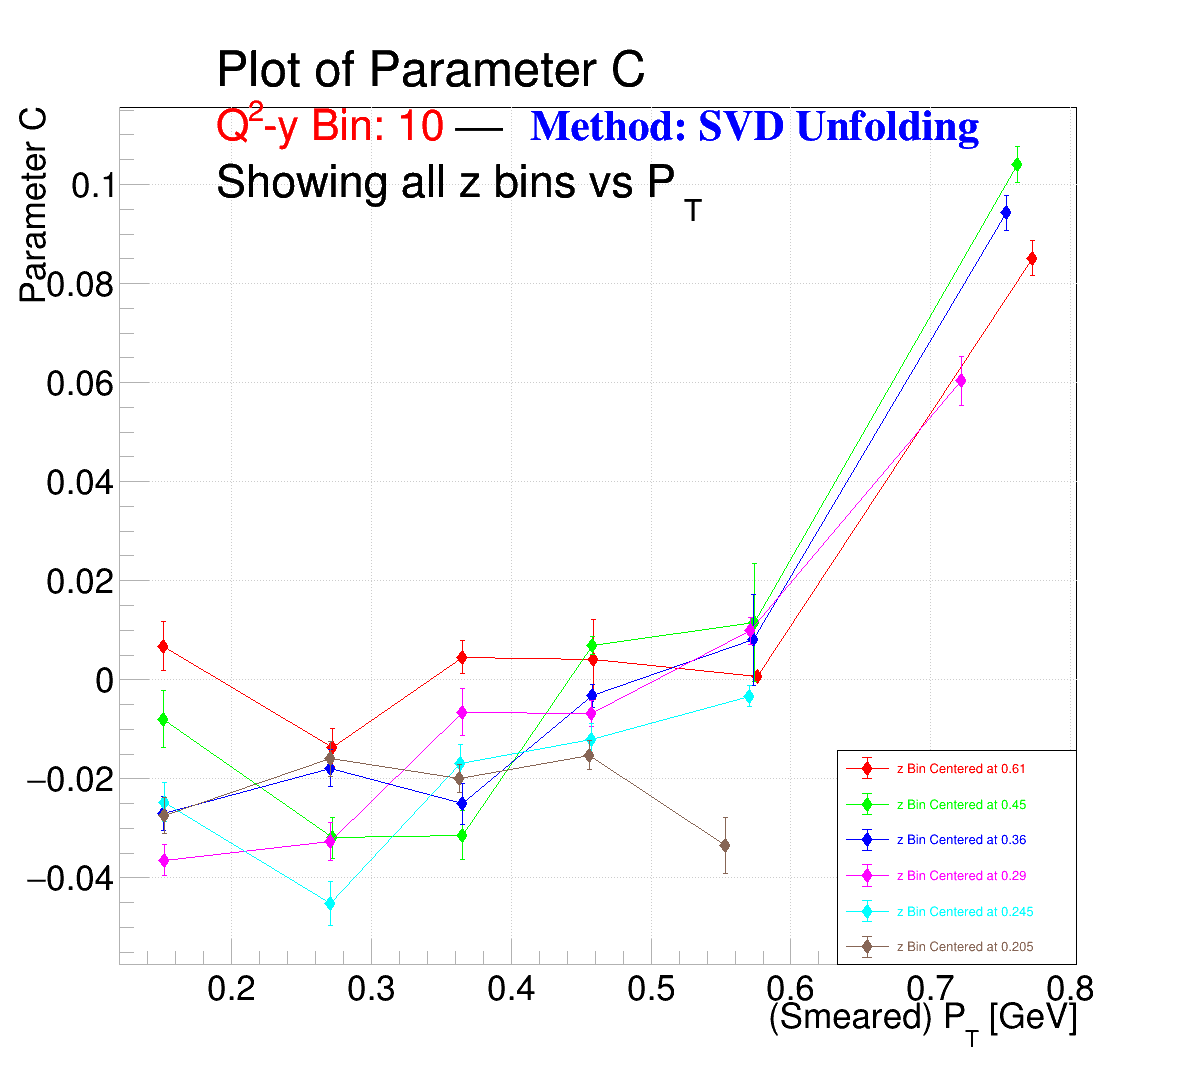 Plot of Parameter C
Q2-y Bin: 10 — Method: SVD Unfolding
Showing all z bins vs PT
Parameter C
0.1
0.08
0.06
0.04
0.02
0
−0.02
−0.04
z Bin Centered at 0.61
z Bin Centered at 0.45
z Bin Centered at 0.36
z Bin Centered at 0.29
z Bin Centered at 0.245
z Bin Centered at 0.205
0.2 0.3 0.4 0.5 0.6 0.7 0.8
(Smeared) PT [GeV]